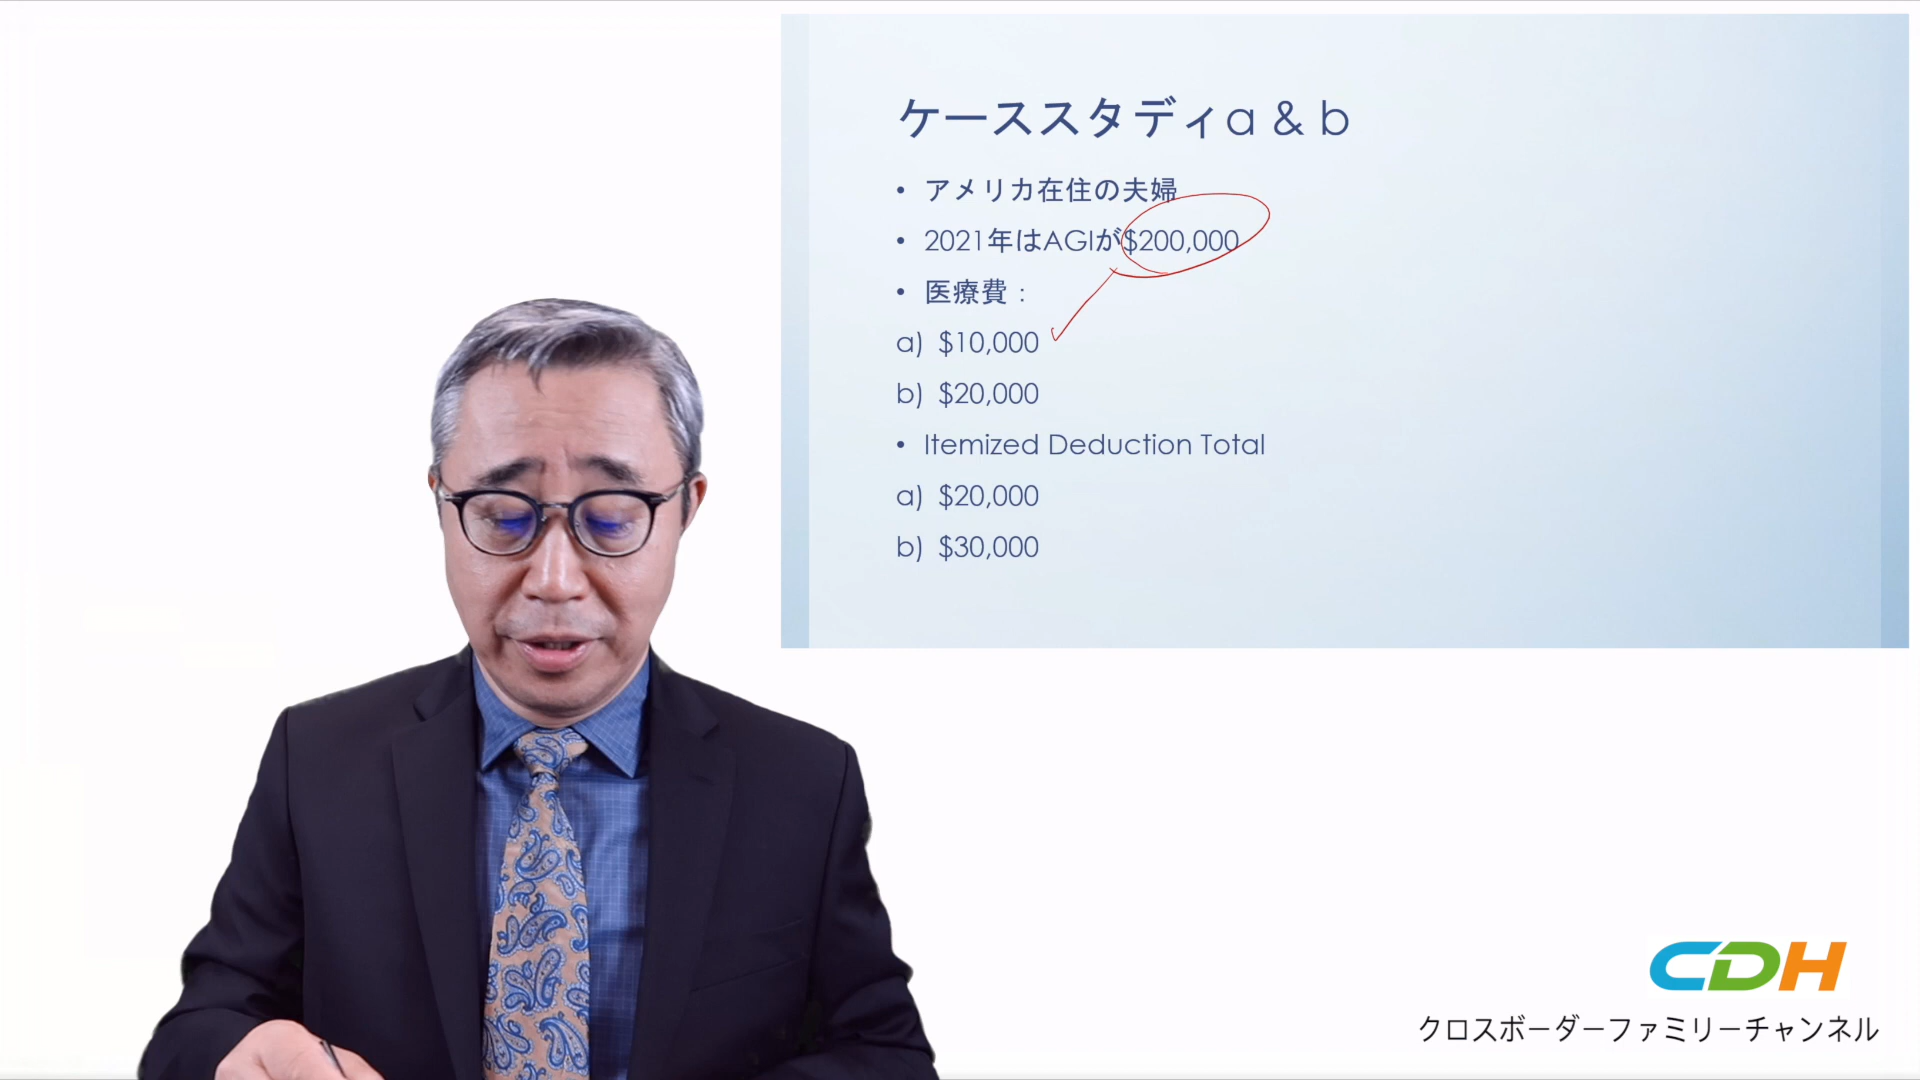 ケーススタディa & b
• アメリカ在住の夫婦
• 2021年はAGIが$200,000
• 医療費：
a) $10,000
b) $20,000
• Itemized Deduction Total
a) $20,000
b) $30,000
CDH
クロスボーダーファミリーチャンネル